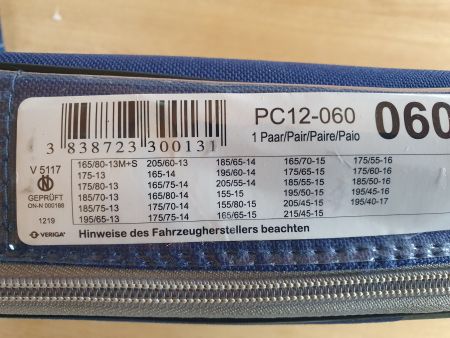 PC12-060
060
1 Paar/Pair/Paire/Paio
3 838723 300131
V 5117
GEPRÜFT
ON-N 000188
1219
VERIGA
165/80-13M+S 205/60-13 185/65-14 165/70-15 175/55-16
175-13 165-14 195/60-14 175/65-15 175/60-16
175/80-13 165/75-14 205/55-14 185/55-15 185/50-16
185/70-13 165/80-14 155-15 195/50-15 195/45-16
185/75-13 175/70-14 155/80-15 205/45-15 195/40-17
195/65-13 175/75-14 165/65-15 215/45-15
Hinweise des Fahrzeugherstellers beachten